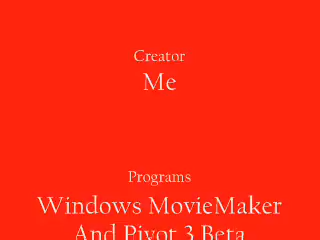 Creator
Me
Programs
Windows MovieMaker
And Pivot 3 Beta